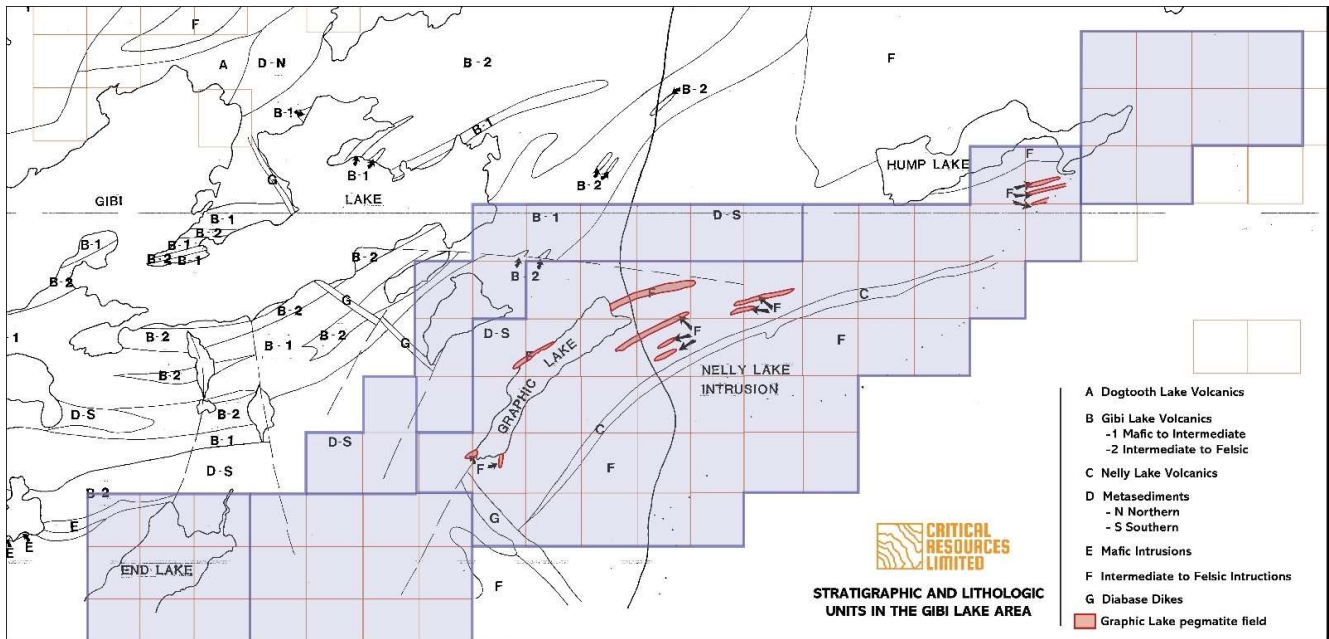 F
A
D-N
B-2
F
B-1
B-2
B-1
B-1
G
B-2
HUMP LAKE
F
F
GIBI
LAKE
B-1
B-2
B-1
B-2
B-1
B-1
B-2
B-1
D-S
B-2
B-2
G
B-2
B-1
B-2
B-2
G
D-S
F
F
F
C
F
1
B-2
B-2
F
GRAPHIC LAKE
NELLY LAKE
INTRUSION
D-S
B-2
B-1
D-S
D-S
C
F
F
B-2
E
E
E
G
END LAKE
F
A Dogtooth Lake Volcanics
B Gibi Lake Volcanics
-1 Mafic to Intermediate
-2 Intermediate to Felsic
C Nelly Lake Volcanics
D Metasediments
- N Northern
- S Southern
E Mafic Intrusions
F Intermediate to Felsic Intructions
G Diabase Dikes
Graphic Lake pegmatite field
CRITICAL
RESOURCES
LIMITED
STRATIGRAPHIC AND LITHOLOGIC
UNITS IN THE GIBI LAKE AREA